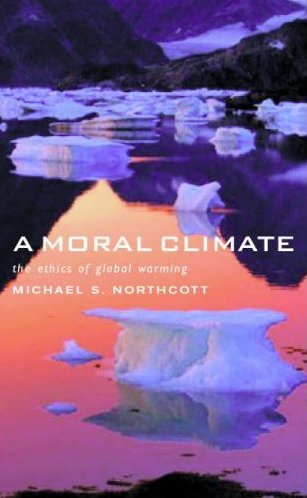 A MORAL CLIMATE
the ethics of global warming
MICHAEL S. NORTHCOTT